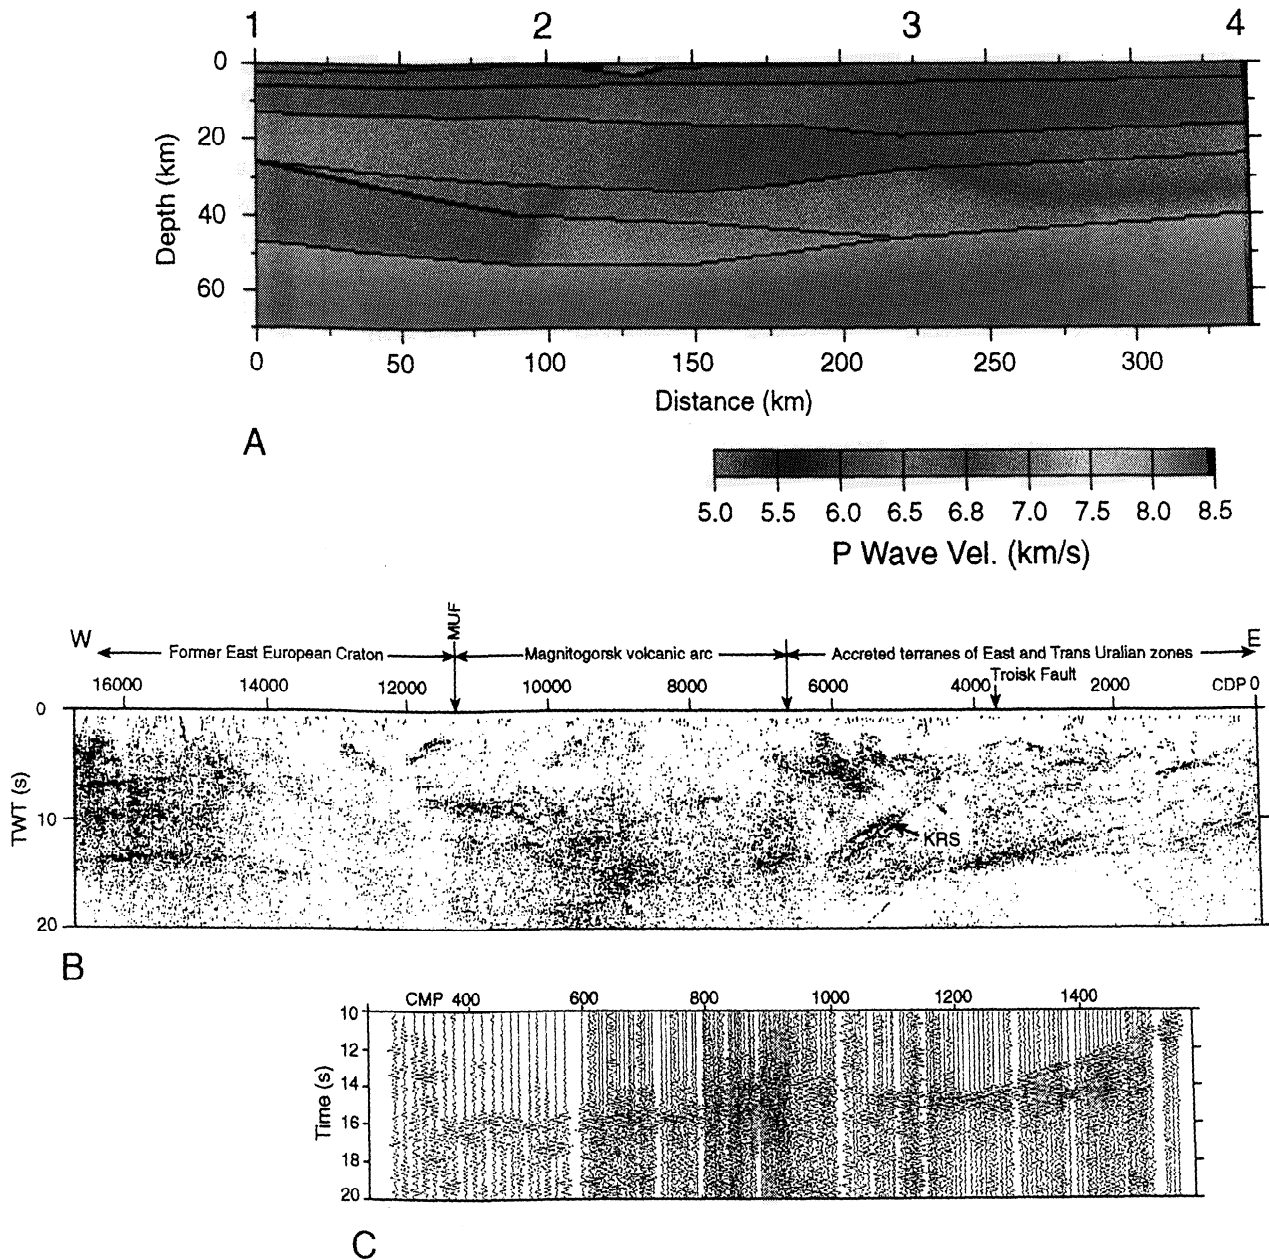 1 2 3 4
0
20
40
60
Depth (km)
0 50 100 150 200 250 300
Distance (km)
A
5.0 5.5 6.0 6.5 6.8 7.0 7.5 8.0 8.5
P Wave Vel. (km/s)
W MUF E
Former East European Craton Magnitogorsk volcanic arc Accreted terranes of East and Trans Uralian zones
Troisk Fault
16000 14000 12000 10000 8000 6000 4000 2000 CDP 0
0
10
20
TWT (s)
KRS
B
CMP 400 600 800 1000 1200 1400
10
12
14
16
18
20
Time (s)
C